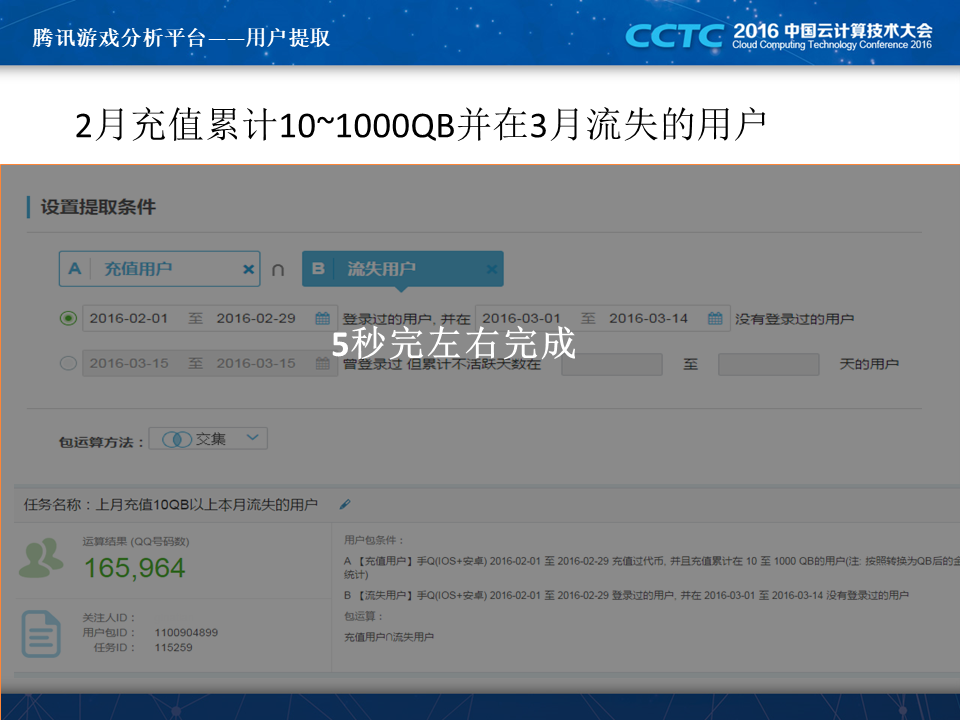 腾讯游戏分析平台——用户提取
CCTC 2016 中国云计算技术大会
Cloud Computing Technology Conference 2016
2月充值累计10~1000QB并在3月流失的用户
设置提取条件
A 充值用户 × ∩ B 流失用户 ×
2016-02-01 至 2016-02-29 登录过的用户, 并在 2016-03-01 至 2016-03-14 没有登录过的用户
5秒完左右完成
2016-03-15 至 2016-03-15 曾登录过 但累计不活跃天数在 至 天的用户
包运算方法： 交集
任务名称：上月充值10QB以上本月流失的用户
运算结果 (QQ号码数)
165,964
关注人ID：
用户包ID： 1100904899
任务ID： 115259
用户包条件：
A 【充值用户】手Q(IOS+安卓) 2016-02-01 至 2016-02-29 充值过代币, 并且充值累计在 10 至 1000 QB的用户(注: 按照转换为QB后的金
统计)
B 【流失用户】手Q(IOS+安卓) 2016-02-01 至 2016-02-29 登录过的用户, 并在 2016-03-01 至 2016-03-14 没有登录过的用户
包运算：
充值用户∩流失用户